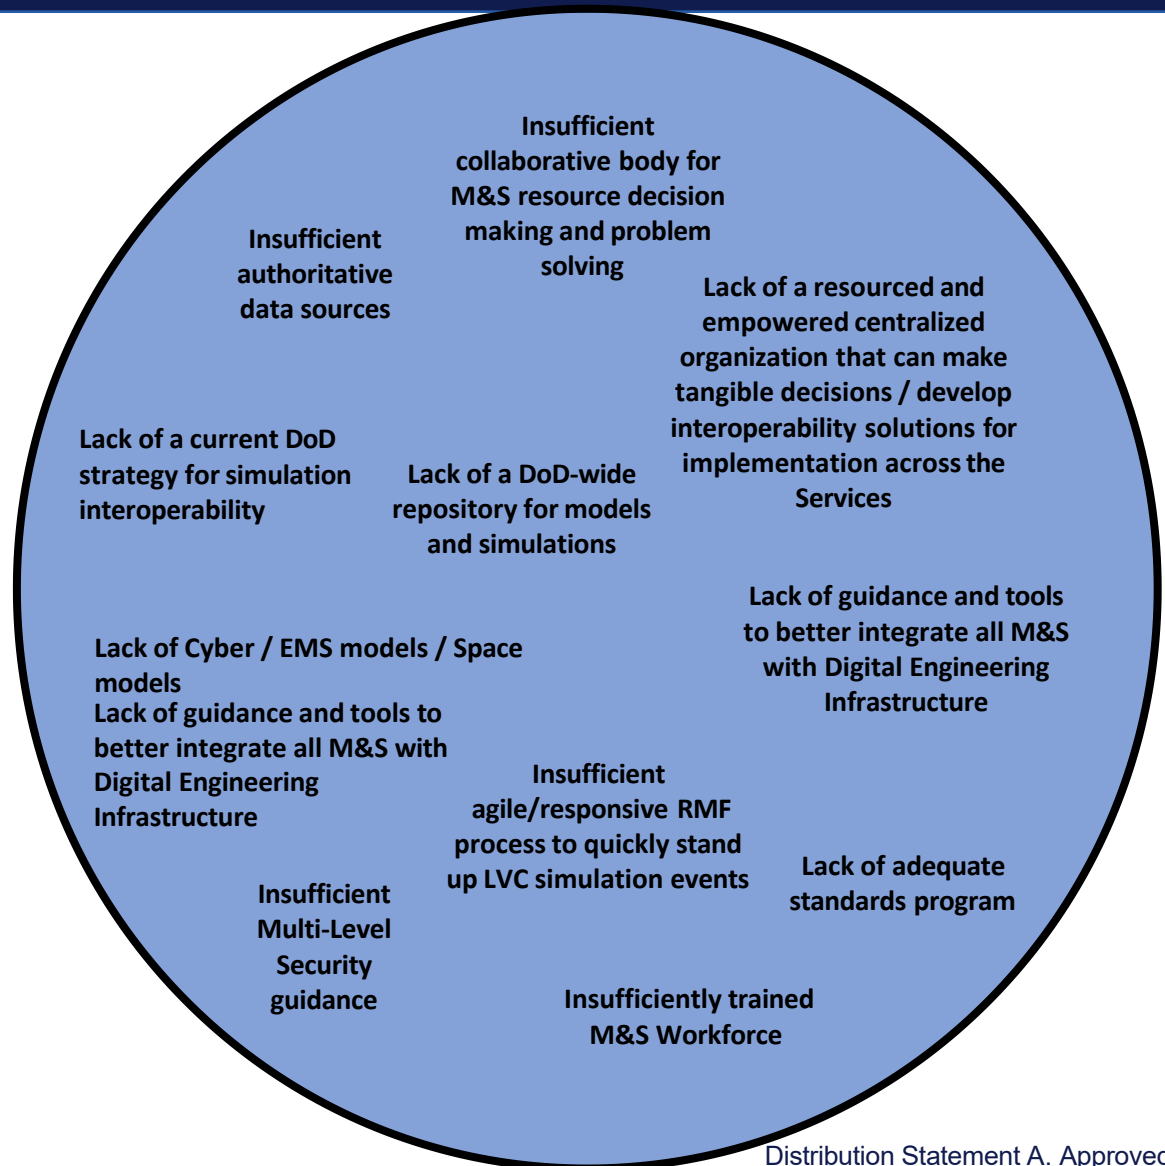 Insufficient
collaborative body for
M&S resource decision
making and problem
solving
Insufficient
authoritative
data sources
Lack of a resourced and
empowered centralized
organization that can make
tangible decisions / develop
interoperability solutions for
implementation across the
Services
Lack of a current DoD
strategy for simulation
interoperability
Lack of a DoD-wide
repository for models
and simulations
Lack of guidance and tools
to better integrate all M&S
with Digital Engineering
Infrastructure
Lack of Cyber / EMS models / Space
models
Lack of guidance and tools to
better integrate all M&S with
Digital Engineering
Infrastructure
Insufficient
agile/responsive RMF
process to quickly stand
up LVC simulation events
Lack of adequate
standards program
Insufficient
Multi-Level
Security
guidance
Insufficiently trained
M&S Workforce
Distribution Statement A. Approved